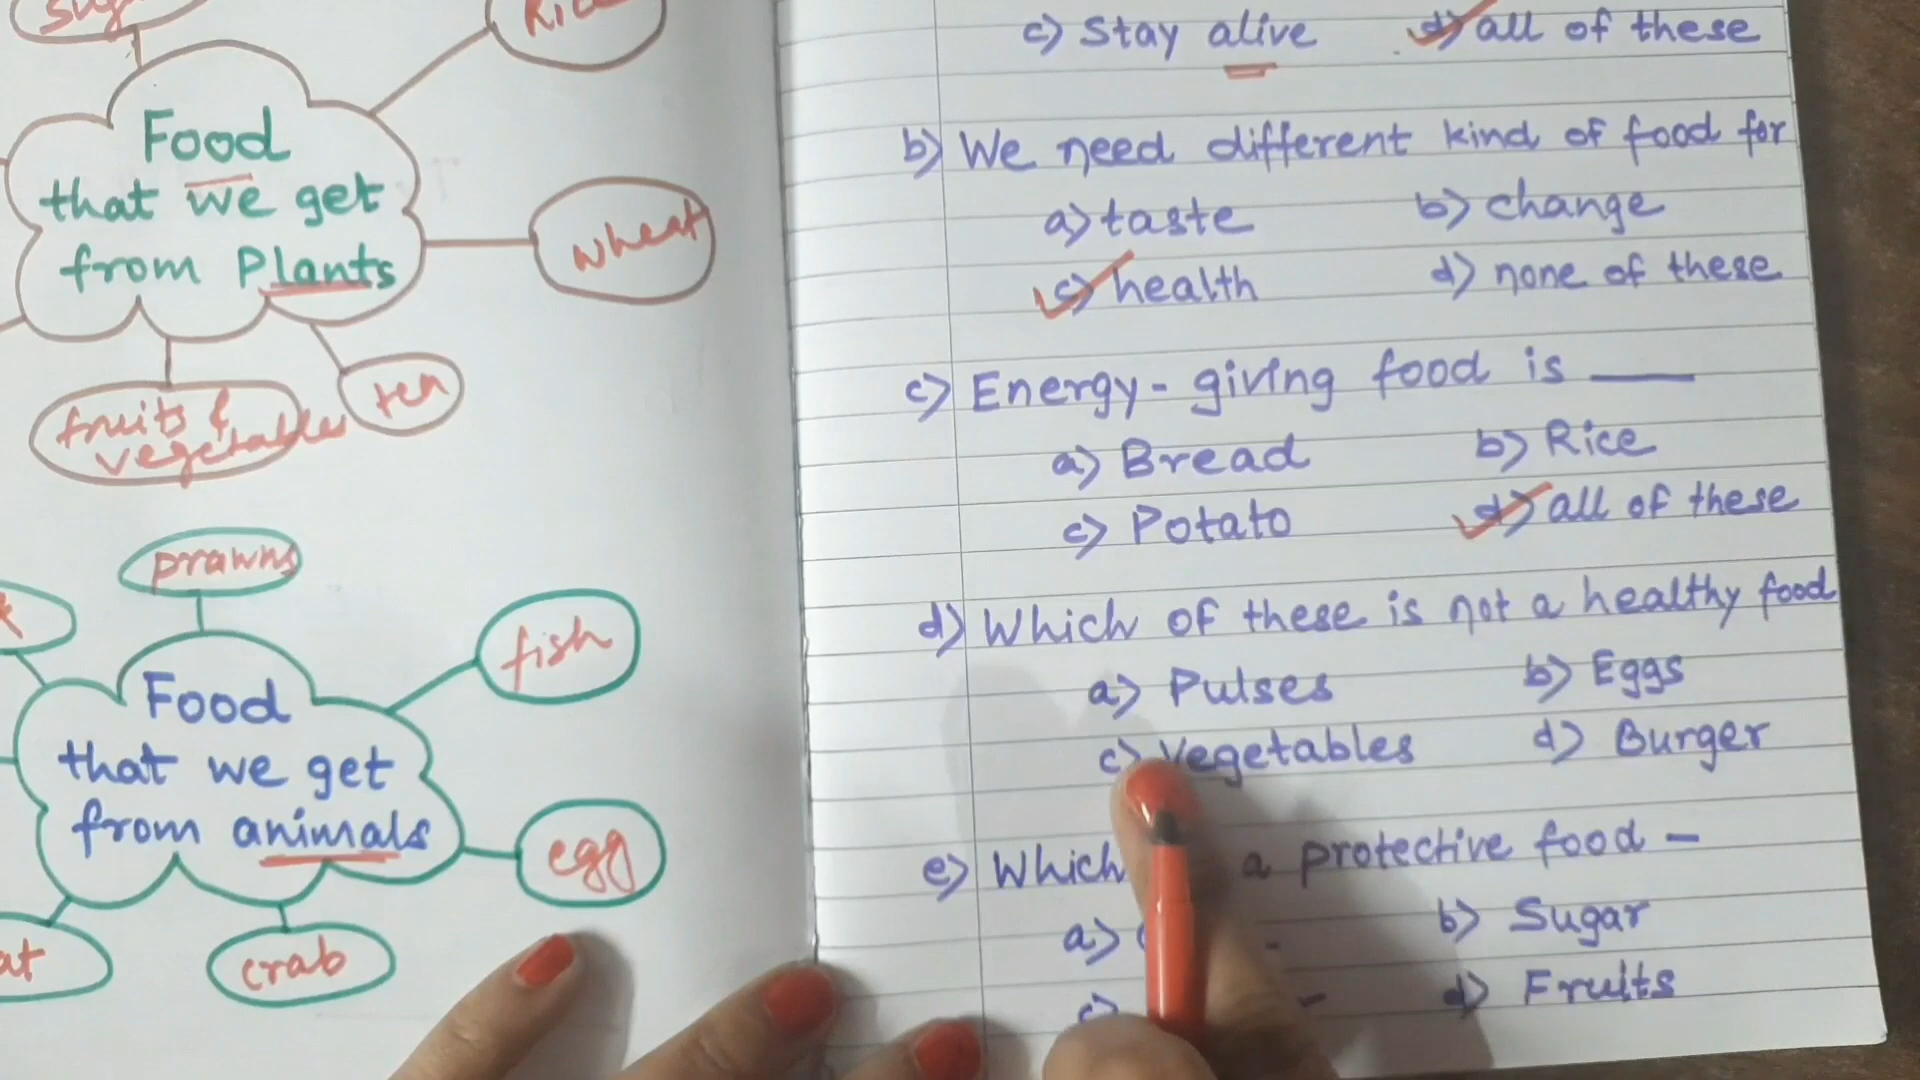 Rice
Food
that we get
from Plants
wheat
fruits &
vegetables
tea
prawns
fish
Food
that we get
from animals
egg
crab
c) Stay alive d) all of these
b) We need different kind of food for
a) taste b) change
c) health d) none of these
c) Energy-giving food is ___
a) Bread b) Rice
c) Potato d) all of these
d) Which of these is not a healthy food
a) Pulses b) Eggs
c) Vegetables d) Burger
e) Which a protective food -
a) b) Sugar
c) d) Fruits